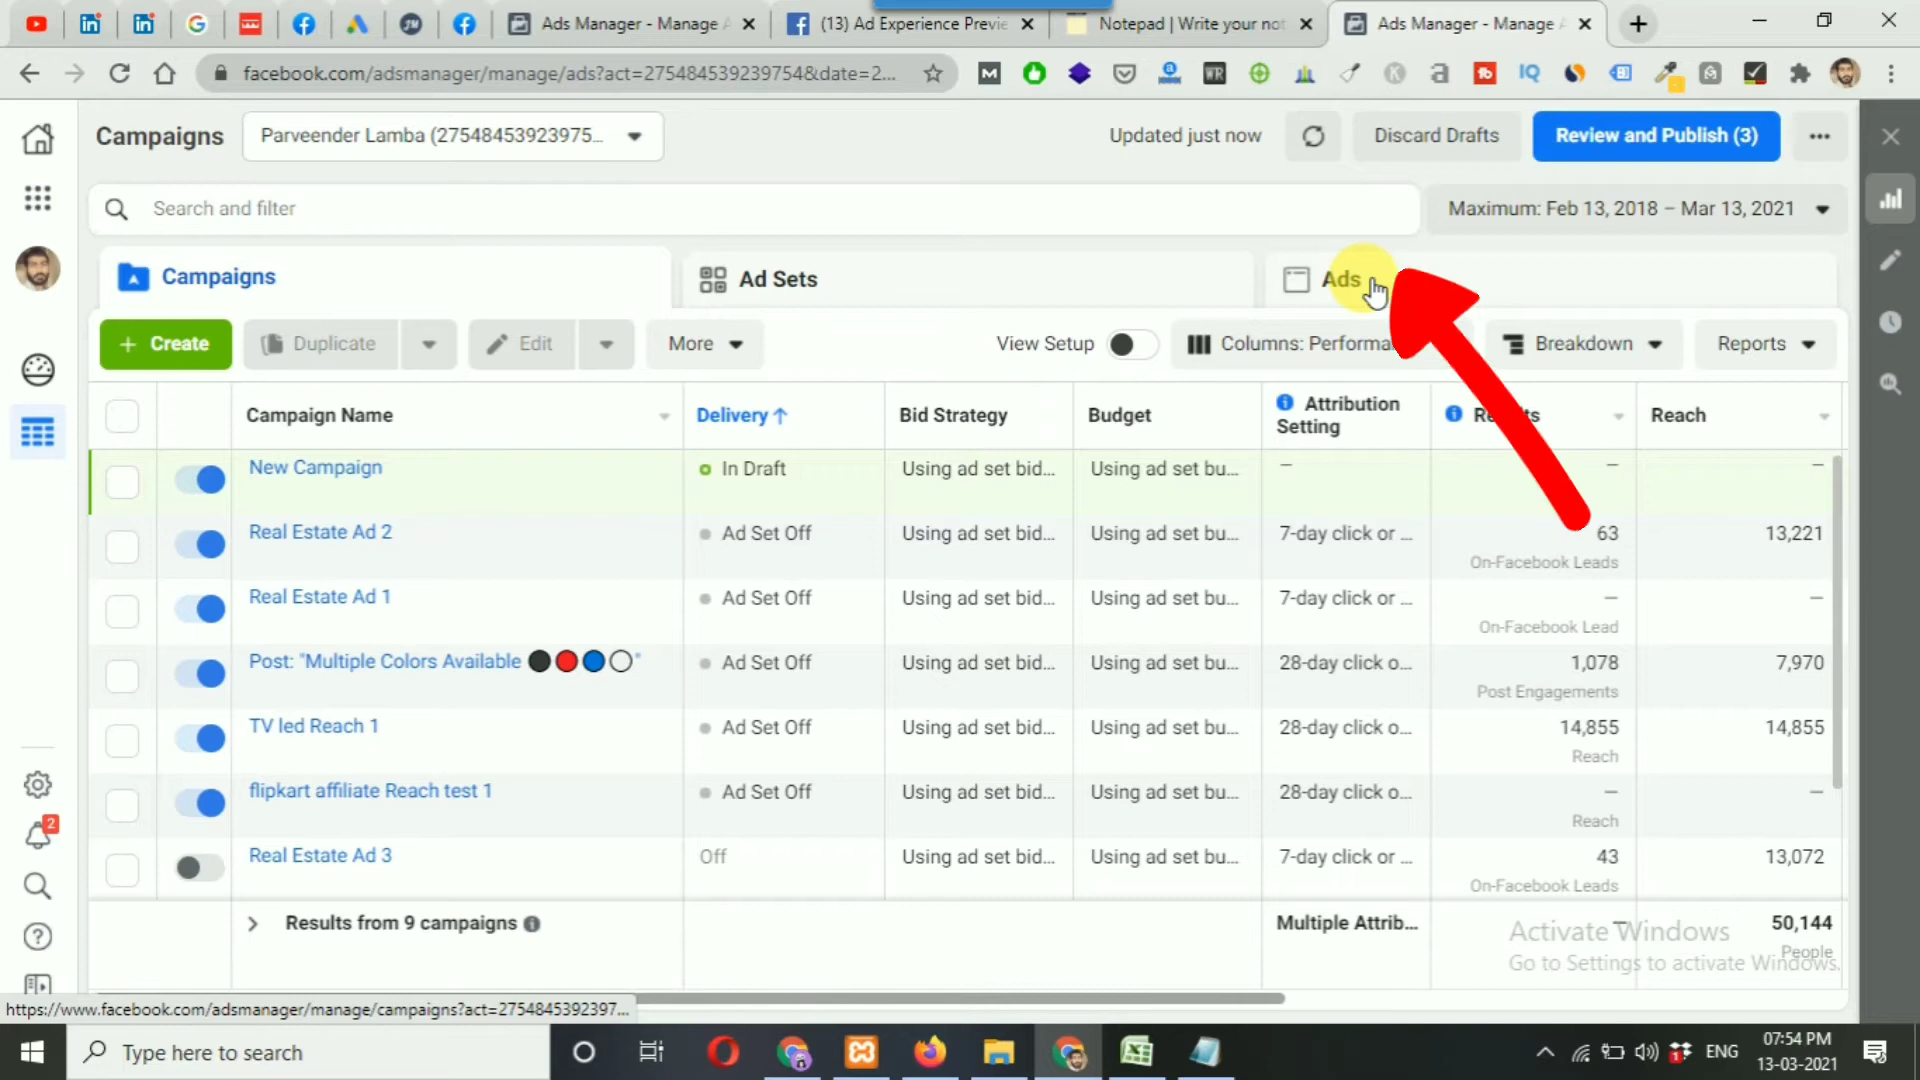 Ads Manager - Manage A
(13) Ad Experience Previe
Notepad | Write your not
Ads Manager - Manage A
facebook.com/adsmanager/manage/ads?act=275484539239754&date=2...
Campaigns
Parveender Lamba (27548453923975...
Updated just now
Discard Drafts
Review and Publish (3)
Search and filter
Maximum: Feb 13, 2018 – Mar 13, 2021
Campaigns
Ad Sets
Ads
+ Create
Duplicate
Edit
More
View Setup
Columns: Performa
Breakdown
Reports
Campaign Name
Delivery ↑
Bid Strategy
Budget
Attribution Setting
Reach
New Campaign
In Draft
Using ad set bid...
Using ad set bu...
–
–
–
Real Estate Ad 2
Ad Set Off
Using ad set bid...
Using ad set bu...
7-day click or ...
63
On-Facebook Leads
13,221
Real Estate Ad 1
Ad Set Off
Using ad set bid...
Using ad set bu...
7-day click or ...
–
On-Facebook Lead
–
Post: "Multiple Colors Available ⚫🔴🔵⚪"
Ad Set Off
Using ad set bid...
Using ad set bu...
28-day click o...
1,078
Post Engagements
7,970
TV led Reach 1
Ad Set Off
Using ad set bid...
Using ad set bu...
28-day click o...
14,855
Reach
14,855
flipkart affiliate Reach test 1
Ad Set Off
Using ad set bid...
Using ad set bu...
28-day click o...
–
Reach
–
Real Estate Ad 3
Off
Using ad set bid...
Using ad set bu...
7-day click or ...
43
On-Facebook Leads
13,072
Results from 9 campaigns
Multiple Attrib...
–
50,144
People
Activate Windows
Go to Settings to activate Windows.
2
https://www.facebook.com/adsmanager/manage/campaigns?act=2754845392397...
Type here to search
ENG
07:54 PM
13-03-2021